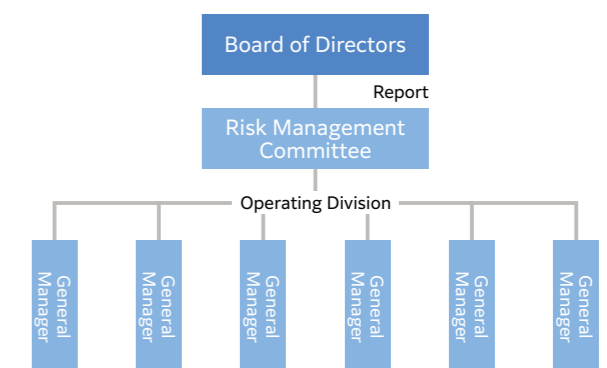 Board of Directors
Report
Risk Management
Committee
Operating Division
General
Manager
General
Manager
General
Manager
General
Manager
General
Manager
General
Manager